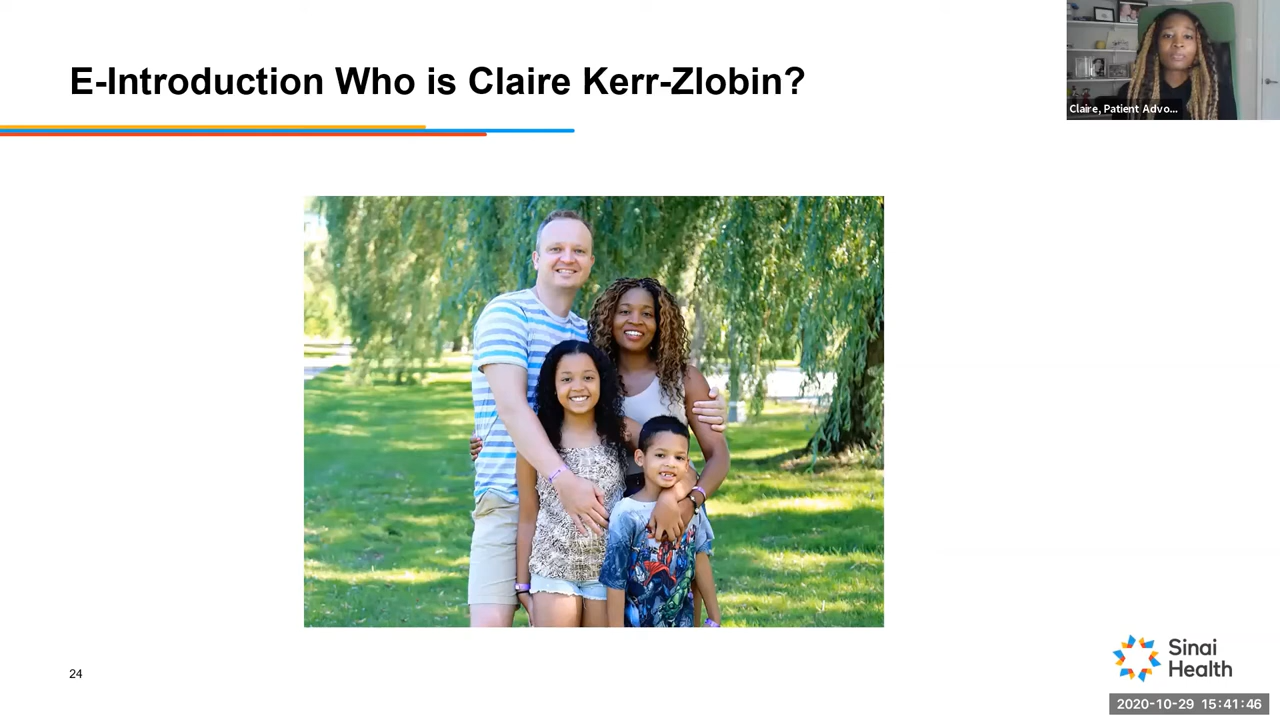 E-Introduction Who is Claire Kerr-Zlobin?
Claire, Patient Advo...
24
Sinai
Health
2020-10-29 15:41:46